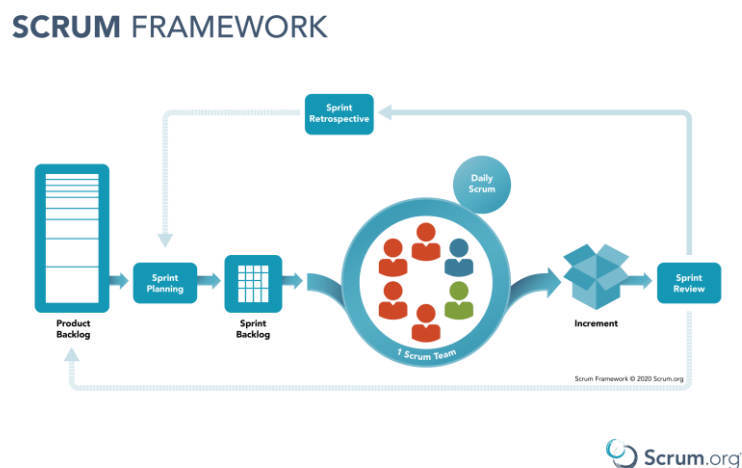 SCRUM FRAMEWORK
Sprint
Retrospective
Daily
Scrum
Sprint
Planning
Sprint
Review
Product
Backlog
Sprint
Backlog
1 Scrum Team
Increment
Scrum Framework © 2020 Scrum.org
Scrum.org